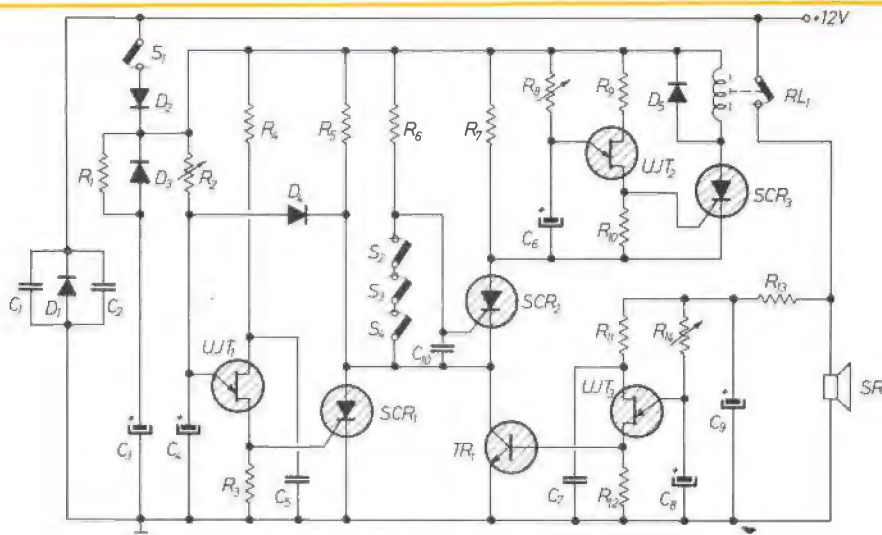 +12V
S1
D2
R1
D3
R2
R4
R5
R6
R7
R8
R9
D5
RL1
D4
UJT2
SCR3
C6
R10
C1
D1
C2
S2
S3
S4
SCR2
C10
R13
UJT1
R11
R14
UJT3
SCR1
C9
SR
C3
C4
R3
C5
TR1
C7
R12
C8